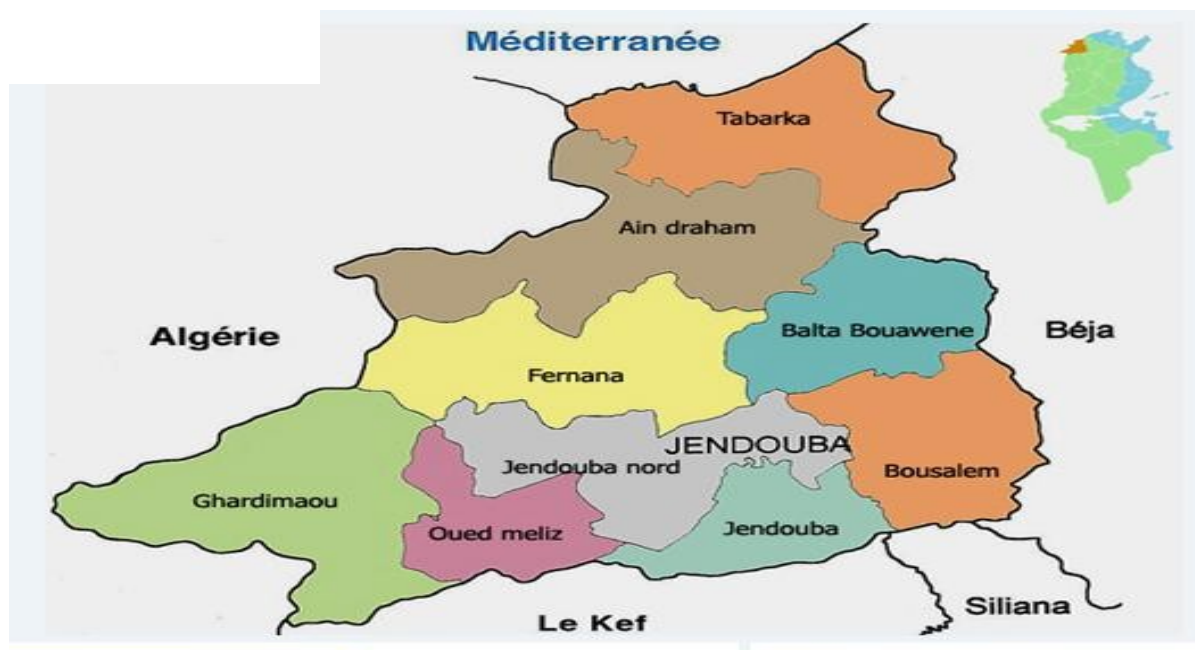 Méditerranée
Tabarka
Ain draham
Algérie
Balta Bouawene
Béja
Fernana
JENDOUBA
Jendouba nord
Bousalem
Ghardimaou
Oued meliz
Jendouba
Siliana
Le Kef